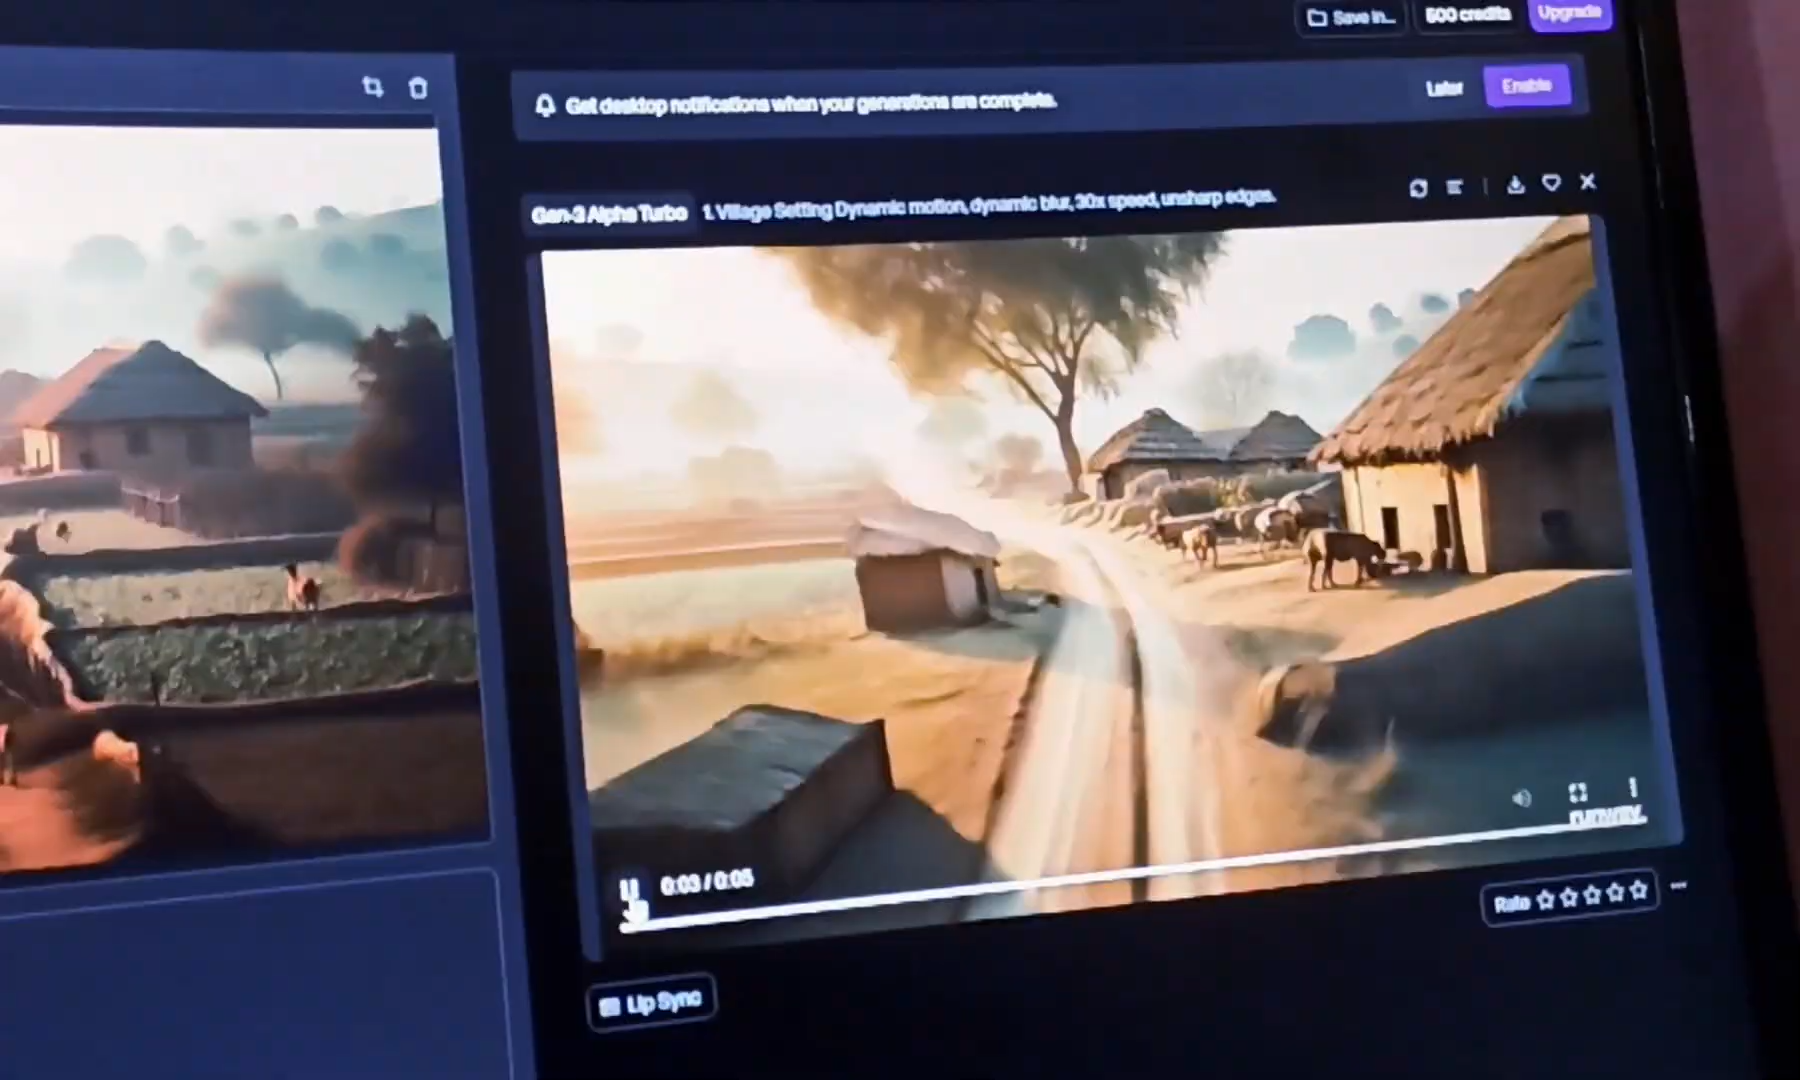 Save in...
600 credits
Upgrade
Get desktop notifications when your generations are complete.
Later
Enable
Gen-3 Alpha Turbo
1. Village Setting Dynamic motion, dynamic blur, 30x speed, unsharp edges.
runway
0:03 / 0:05
Rate
Lip Sync